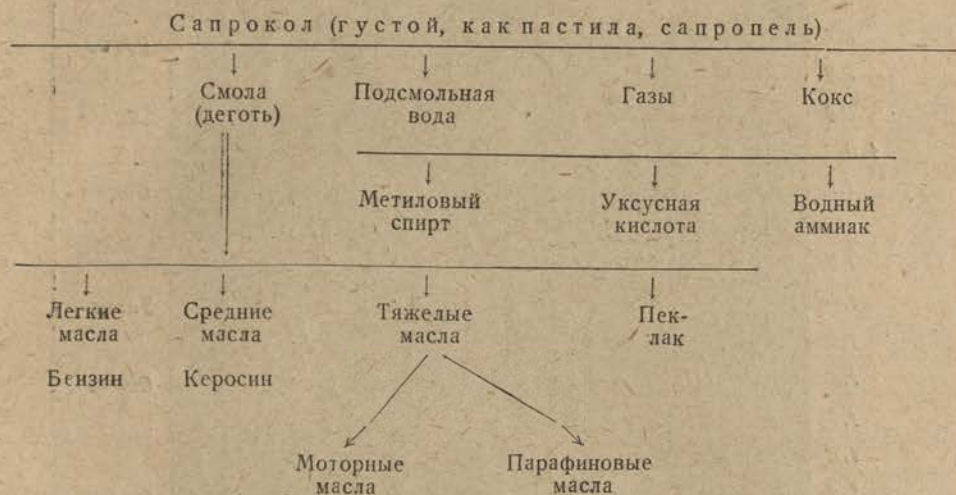 Сапрокол (густой, как пастила, сапропель)
Смола Подсмольная Газы Кокс
(деготь) вода
Метиловый Уксусная Водный
спирт кислота аммиак
Легкие Средние Тяжелые Пек-
масла масла масла лак
Бензин Керосин
Моторные Парафиновые
масла масла